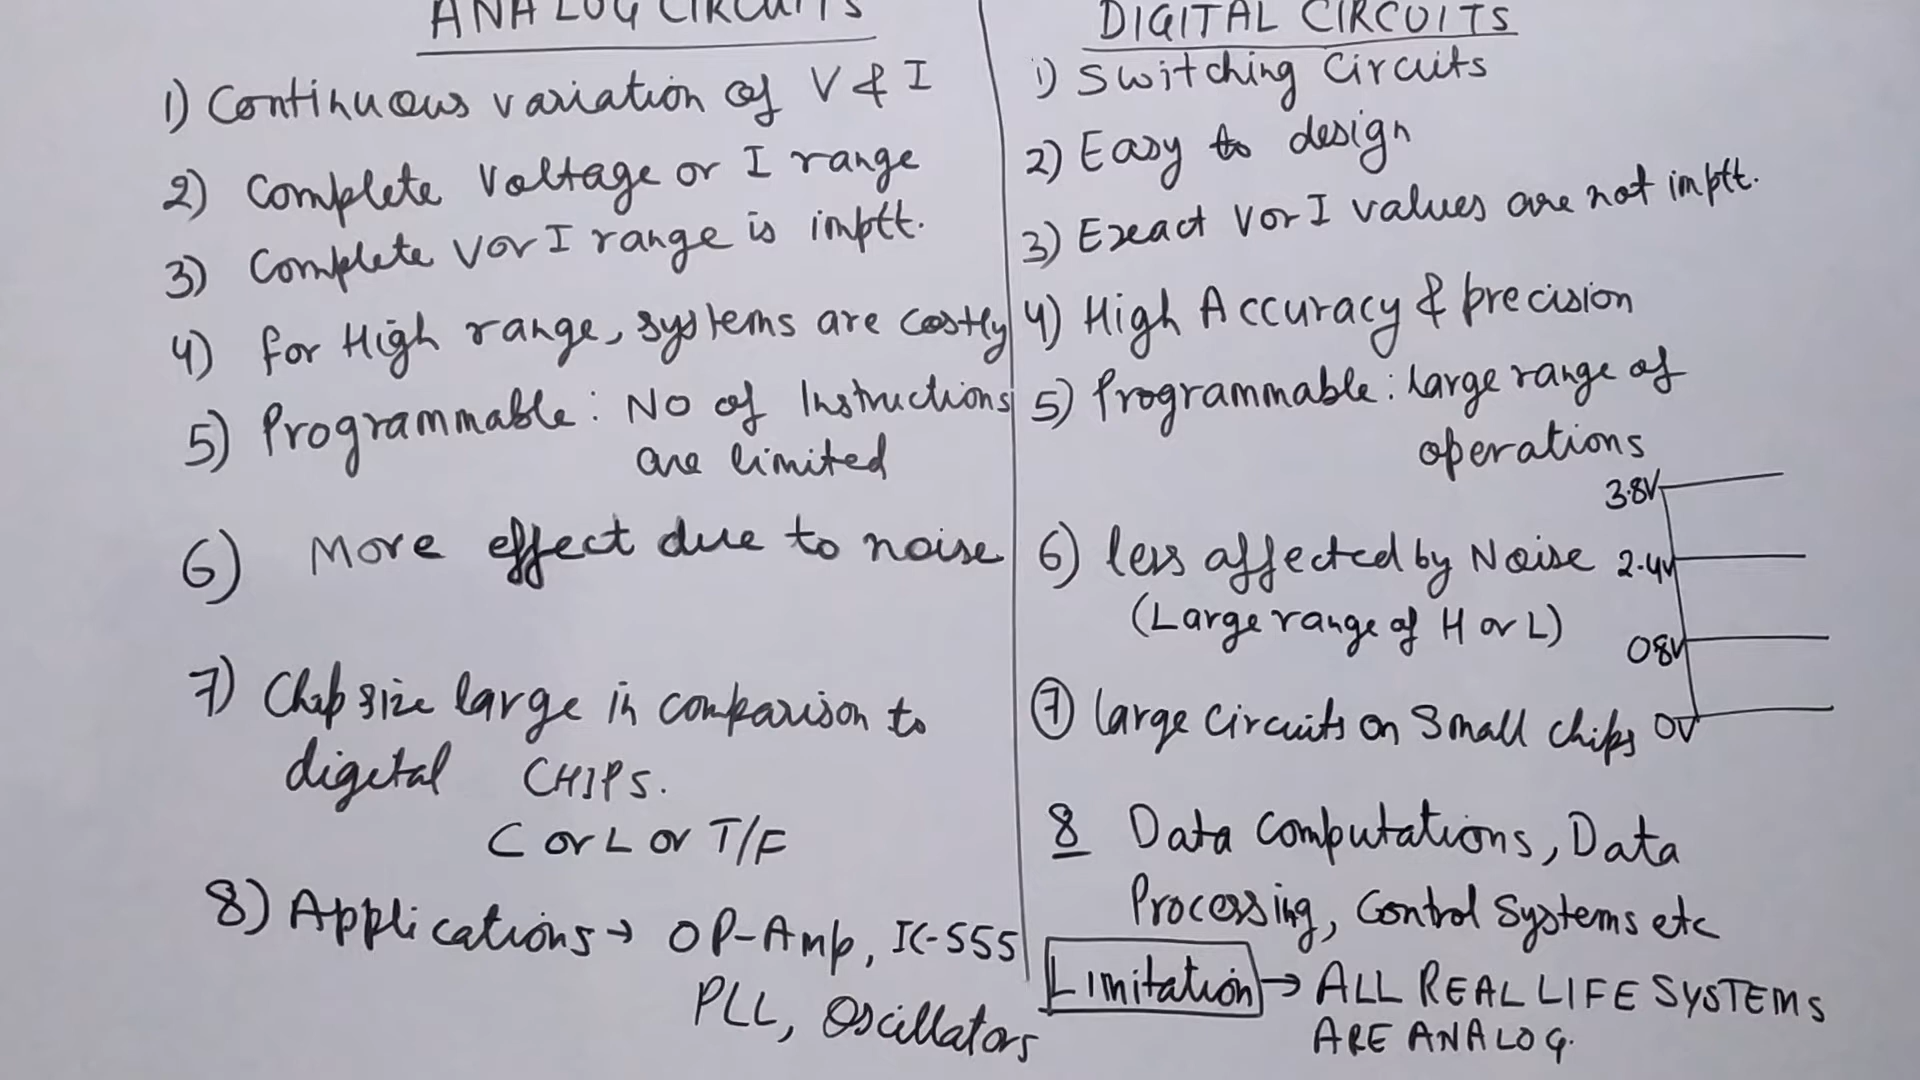 ANALOG CIRCUITS
1) Continuous variation of V & I
2) Complete Voltage or I range
3) Complete V or I range is imptt.
4) for High range, systems are costly
5) Programmable: No of Instructions
are limited
6) More effect due to noise
7) Chip size large in comparison to
digital CHIPS.
C or L or T/F
8) Applications → OP-Amp, IC-555
PLL, Oscillators
DIGITAL CIRCUITS
1) Switching Circuits
2) Easy to design
3) Exact V or I values are not imptt.
4) High Accuracy & precision
5) Programmable: large range of
operations
6) less affected by Noise
(Large range of H or L)
3.8V
2.4V
0.8V
0V
7 large Circuits on Small chips
8 Data Computations, Data
Processing, Control Systems etc
Limitation → ALL REAL LIFE SYSTEMS
ARE ANALOG.